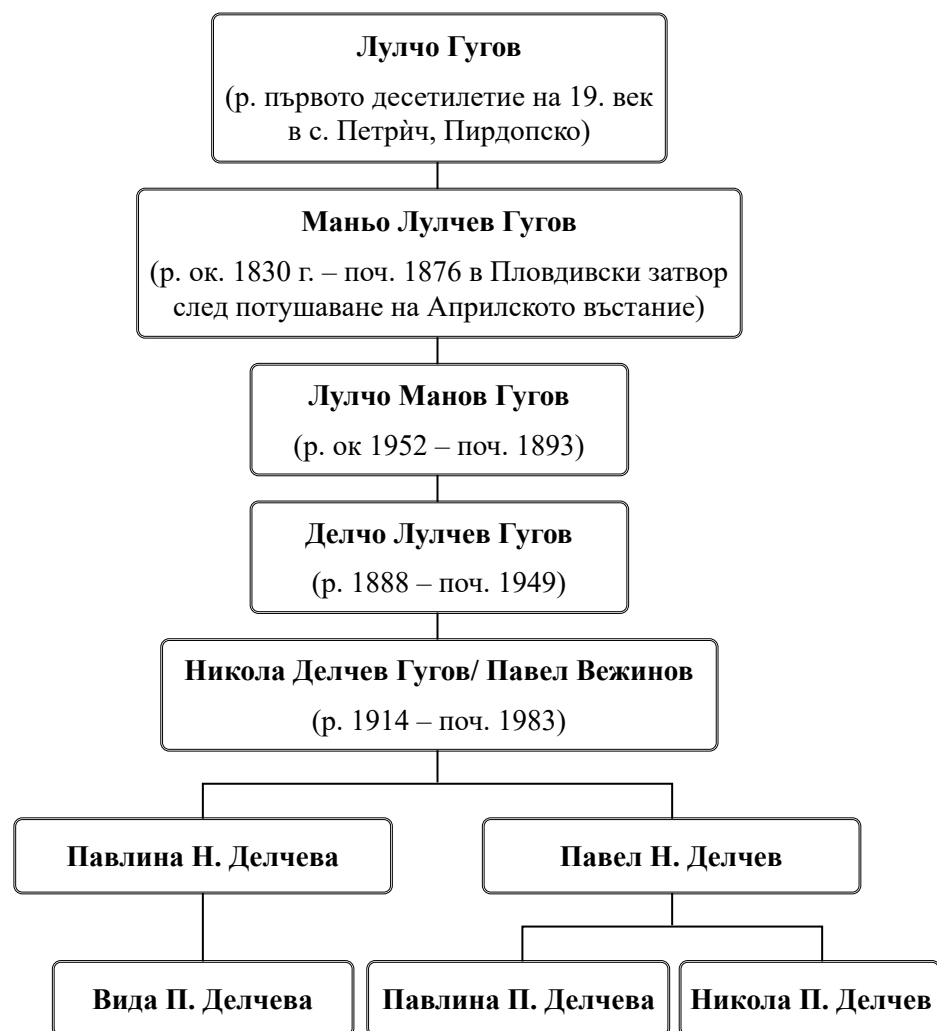 Лулчо Гугов
(р. първото десетилетие на 19. век
в с. Петрѝч, Пирдопско)
Маньо Лулчев Гугов
(р. ок. 1830 г. – поч. 1876 в Пловдивски затвор
след потушаване на Априлското въстание)
Лулчо Манов Гугов
(р. ок 1952 – поч. 1893)
Делчо Лулчев Гугов
(р. 1888 – поч. 1949)
Никола Делчев Гугов/ Павел Вежинов
(р. 1914 – поч. 1983)
Павлина Н. Делчева
Павел Н. Делчев
Вида П. Делчева
Павлина П. Делчева
Никола П. Делчев